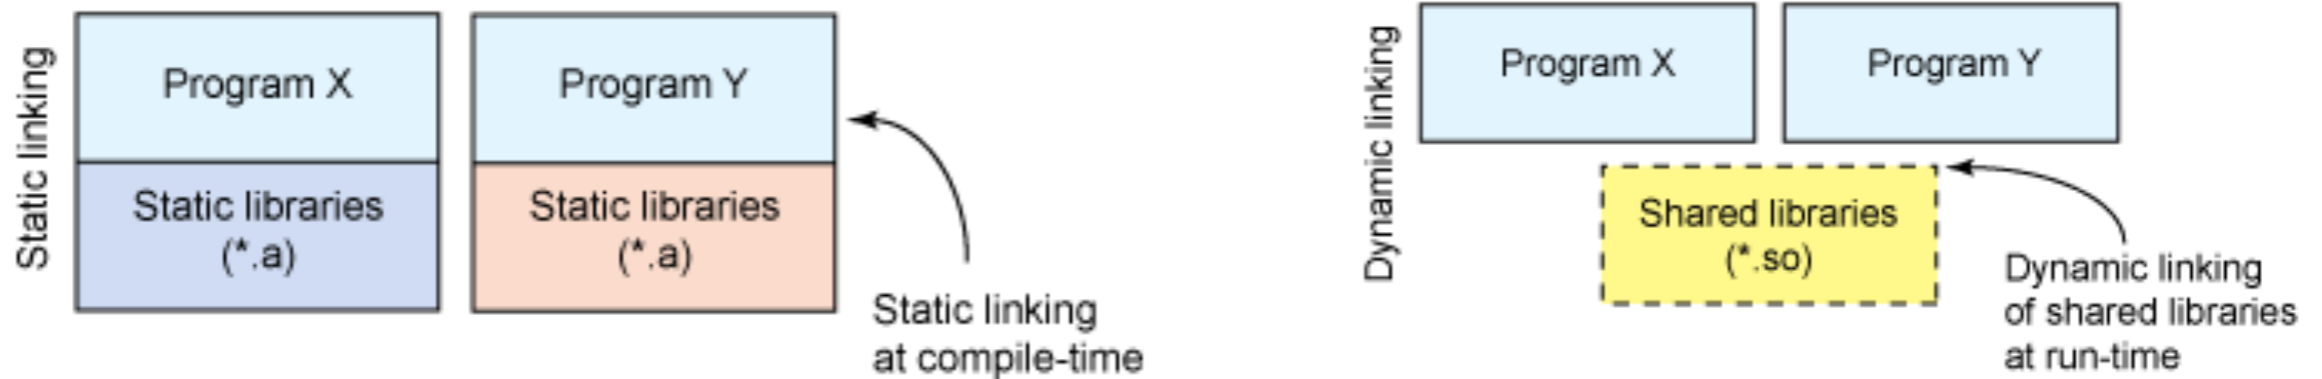 Static linking
Program X
Static libraries
(*.a)
Program Y
Static libraries
(*.a)
Static linking
at compile-time
Dynamic linking
Program X
Program Y
Shared libraries
(*.so)
Dynamic linking
of shared libraries
at run-time